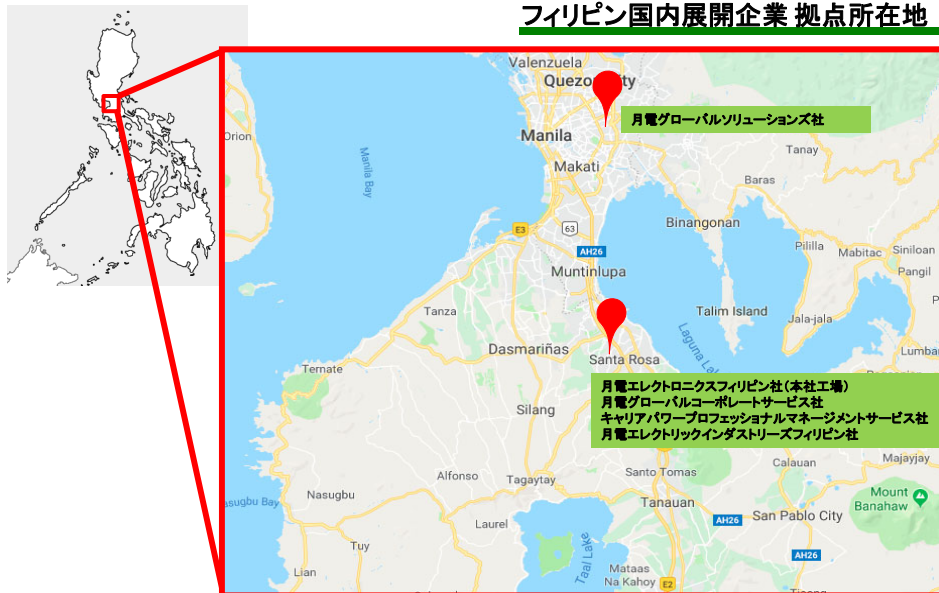 フィリピン国内展開企業 拠点所在地
Valenzuela
Quezon City
月電グローバルソリューションズ社
Orion
Manila
Manila Bay
Makati
Tanay
Baras
E3
63
Binangonan
AH26
Pililla
Mabitac
Siniloan
Muntinlupa
Pangil
Tanza
Talim Island
Jala-jala
Dasmariñas
Santa Rosa
Laguna La
Lumba
Ternate
月電エレクトロニクスフィリピン社(本社工場)
月電グローバルコーポレートサービス社
キャリアパワープロフェッショナルマネージメントサービス社
月電エレクトリックインダストリーズフィリピン社
Silang
Alfonso
Tagaytay
Santo Tomas
Calauan
Majayjay
Nasugbu
asugbu Bay
Tanauan
Mount
Banahaw
Laurel
AH26
San Pablo City
Tuy
Taal Lake
AH26
Lian
Mataas
Na Kahoy
E2